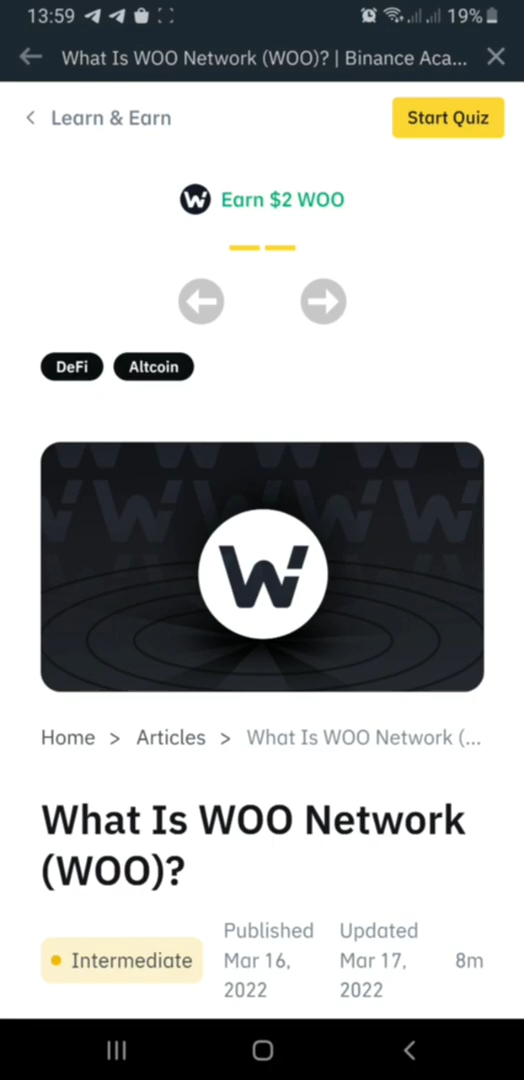 13:59 19%
What Is WOO Network (WOO)? | Binance Aca...
Learn & Earn Start Quiz
Earn $2 WOO
DeFi Altcoin
Home > Articles > What Is WOO Network (...
What Is WOO Network
(WOO)?
Intermediate
Published
Mar 16,
2022
Updated
Mar 17,
2022
8m